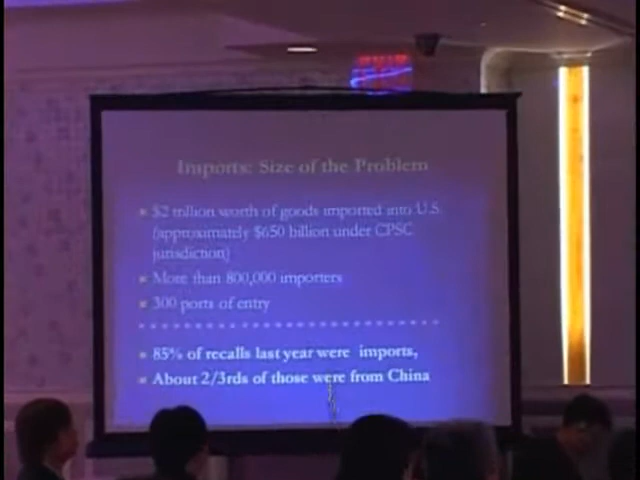 Imports: Size of the Problem
$2 trillion worth of goods imported into U.S.
(approximately $650 billion under CPSC
jurisdiction)
More than 800,000 importers
300 ports of entry
85% of recalls last year were imports,
About 2/3rds of those were from China